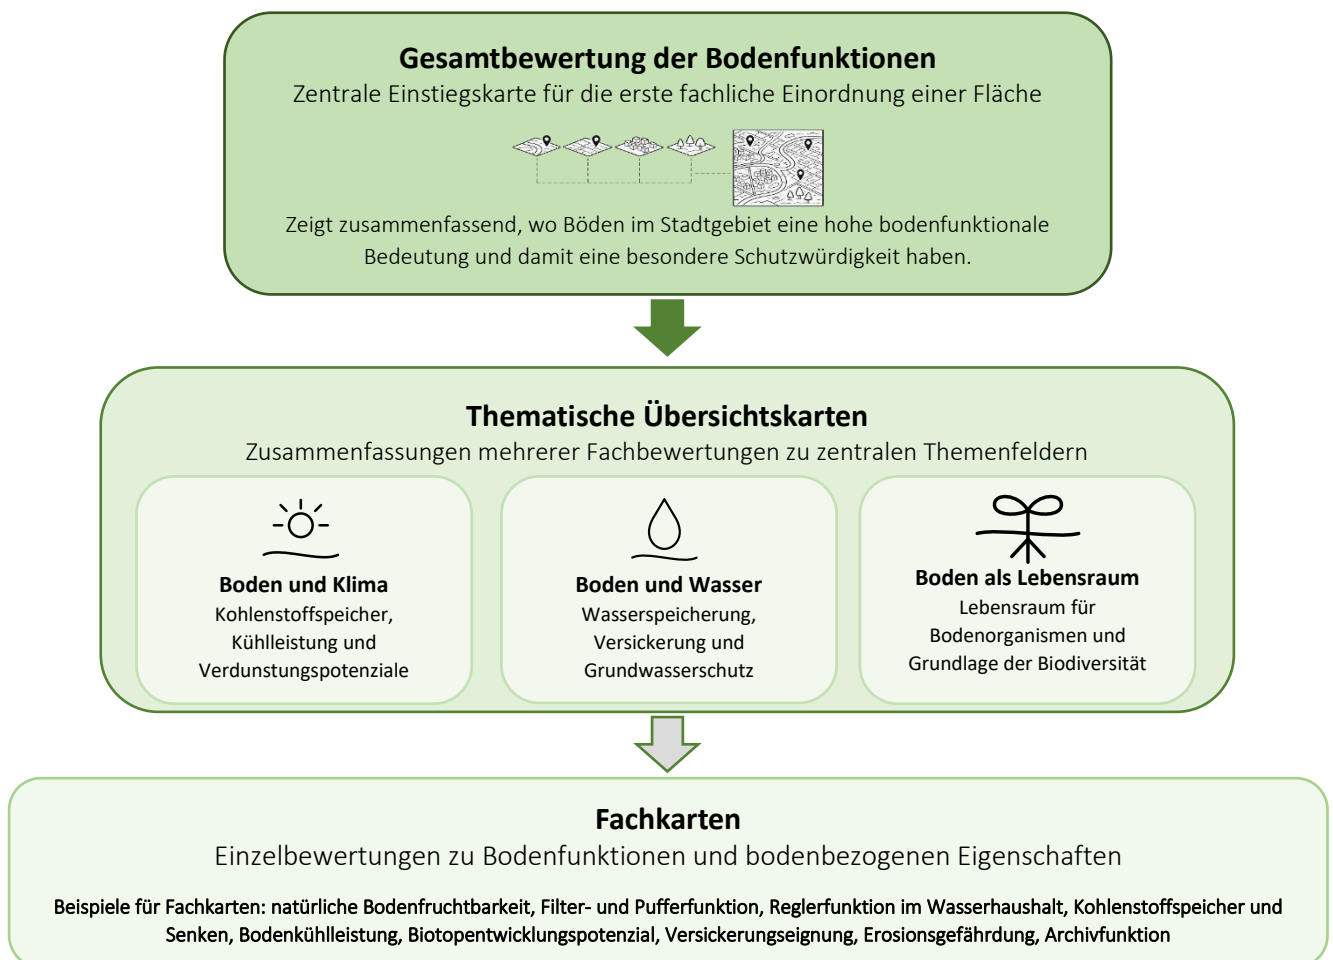 Gesamtbewertung der Bodenfunktionen
Zentrale Einstiegskarte für die erste fachliche Einordnung einer Fläche
Zeigt zusammenfassend, wo Böden im Stadtgebiet eine hohe bodenfunktionale
Bedeutung und damit eine besondere Schutzwürdigkeit haben.
Thematische Übersichtskarten
Zusammenfassungen mehrerer Fachbewertungen zu zentralen Themenfeldern
Boden und Klima
Kohlenstoffspeicher,
Kühlleistung und
Verdunstungspotenziale
Boden und Wasser
Wasserspeicherung,
Versickerung und
Grundwasserschutz
Boden als Lebensraum
Lebensraum für
Bodenorganismen und
Grundlage der Biodiversität
Fachkarten
Einzelbewertungen zu Bodenfunktionen und bodenbezogenen Eigenschaften
Beispiele für Fachkarten: natürliche Bodenfruchtbarkeit, Filter- und Pufferfunktion, Reglerfunktion im Wasserhaushalt, Kohlenstoffspeicher und
Senken, Bodenkühlleistung, Biotopentwicklungspotenzial, Versickerungseignung, Erosionsgefährdung, Archivfunktion